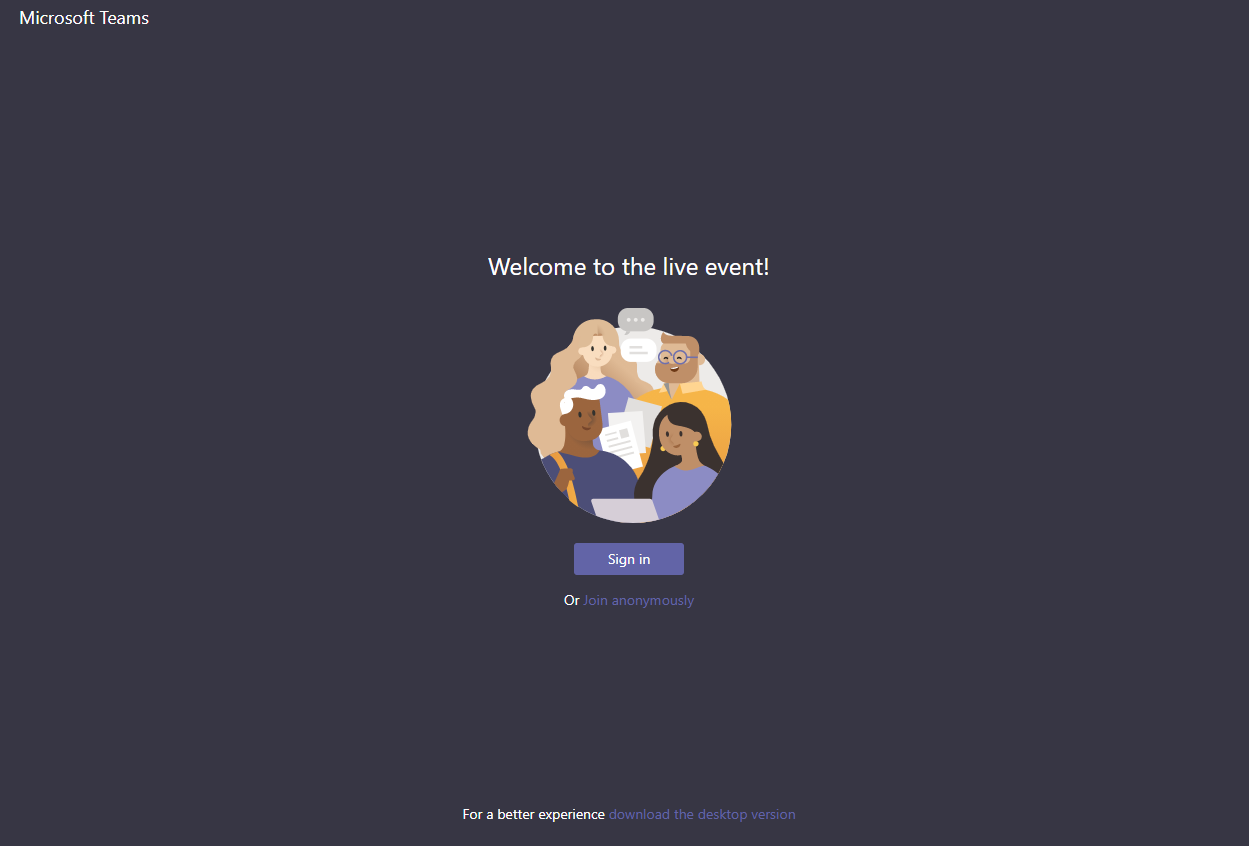 Microsoft Teams
Welcome to the live event!
Sign in
Or Join anonymously
For a better experience download the desktop version